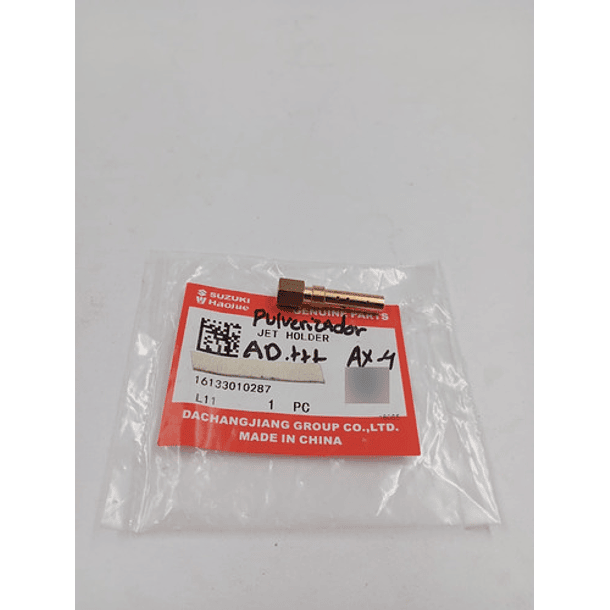 SUZUKI
Haojue
GENUINE PARTS
Pulverizador
JET HOLDER
AD.+++ AX-4
16133010287
L11 1 PC
DACHANGJIANG GROUP CO.,LTD.
MADE IN CHINA